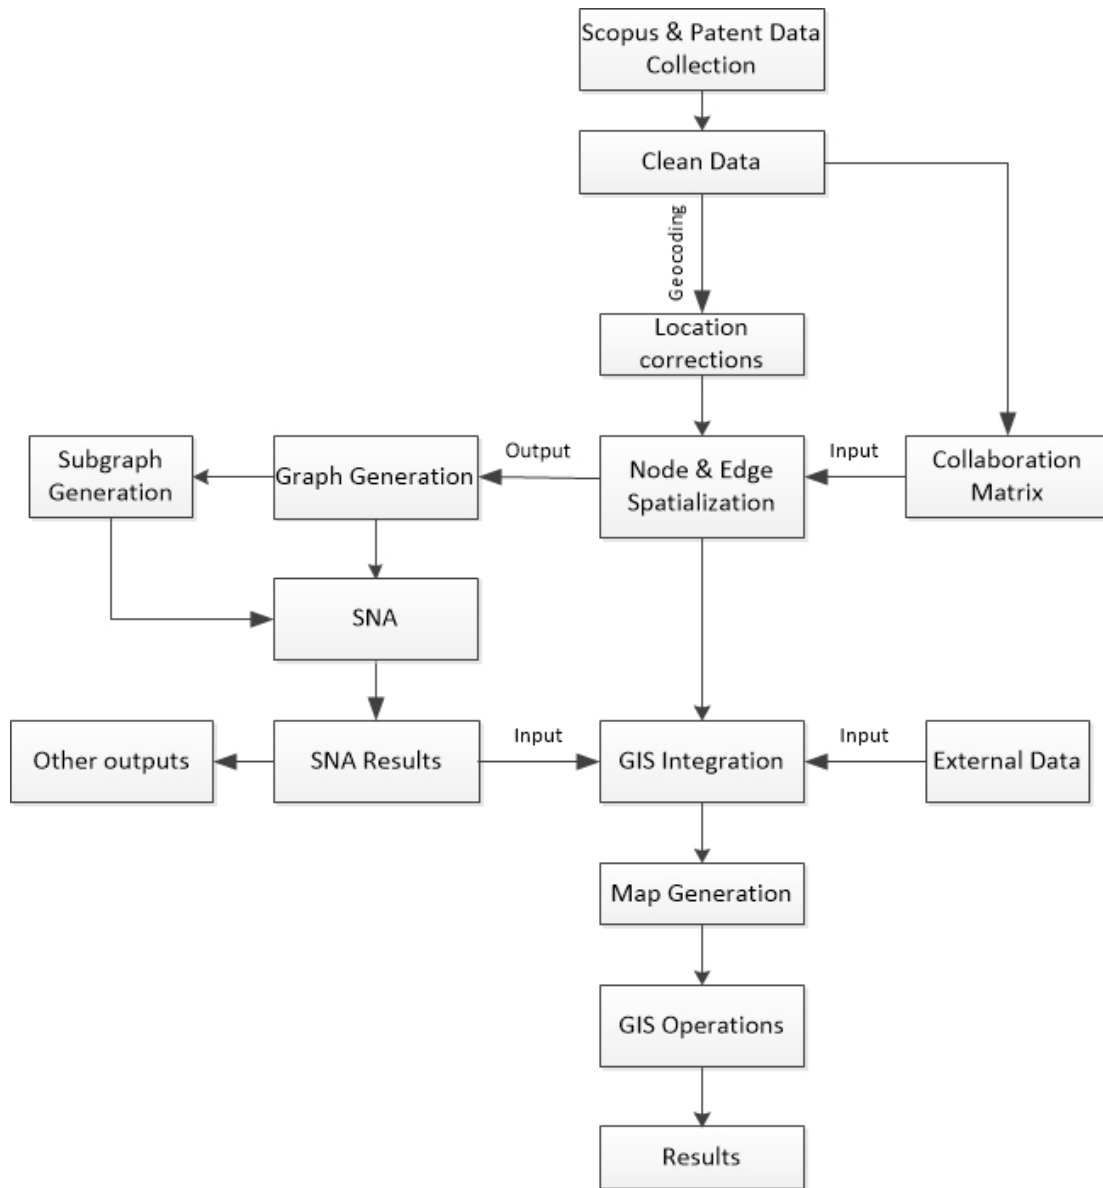 Scopus & Patent Data
Collection
Clean Data
Geocoding
Location
corrections
Subgraph
Generation
Graph Generation
Output
Node & Edge
Spatialization
Input
Collaboration
Matrix
SNA
Other outputs
SNA Results
Input
GIS Integration
Input
External Data
Map Generation
GIS Operations
Results